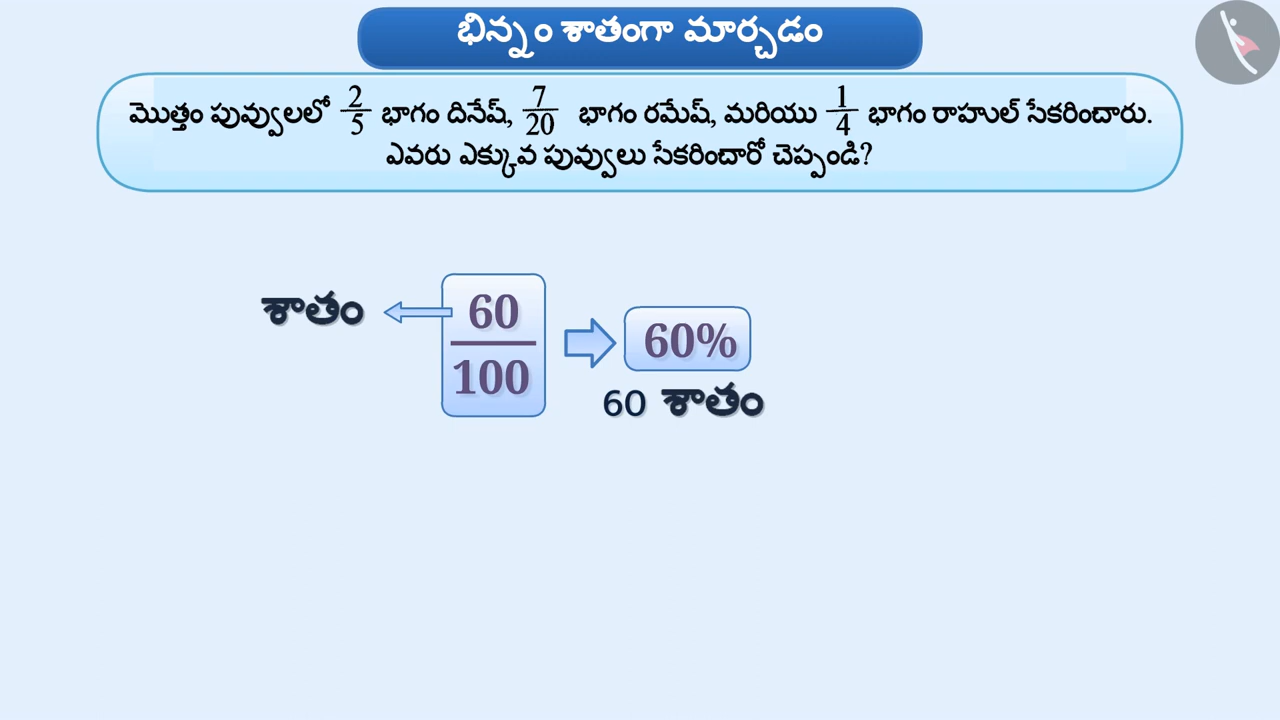 భిన్నం శాతంగా మార్చడం
మొత్తం పువ్వులలో 2/5 భాగం దినేష్, 7/20 భాగం రమేష్, మరియు 1/4 భాగం రాహుల్ సేకరించారు.
ఎవరు ఎక్కువ పువ్వులు సేకరించారో చెప్పండి?
శాతం
60
100
60%
60 శాతం